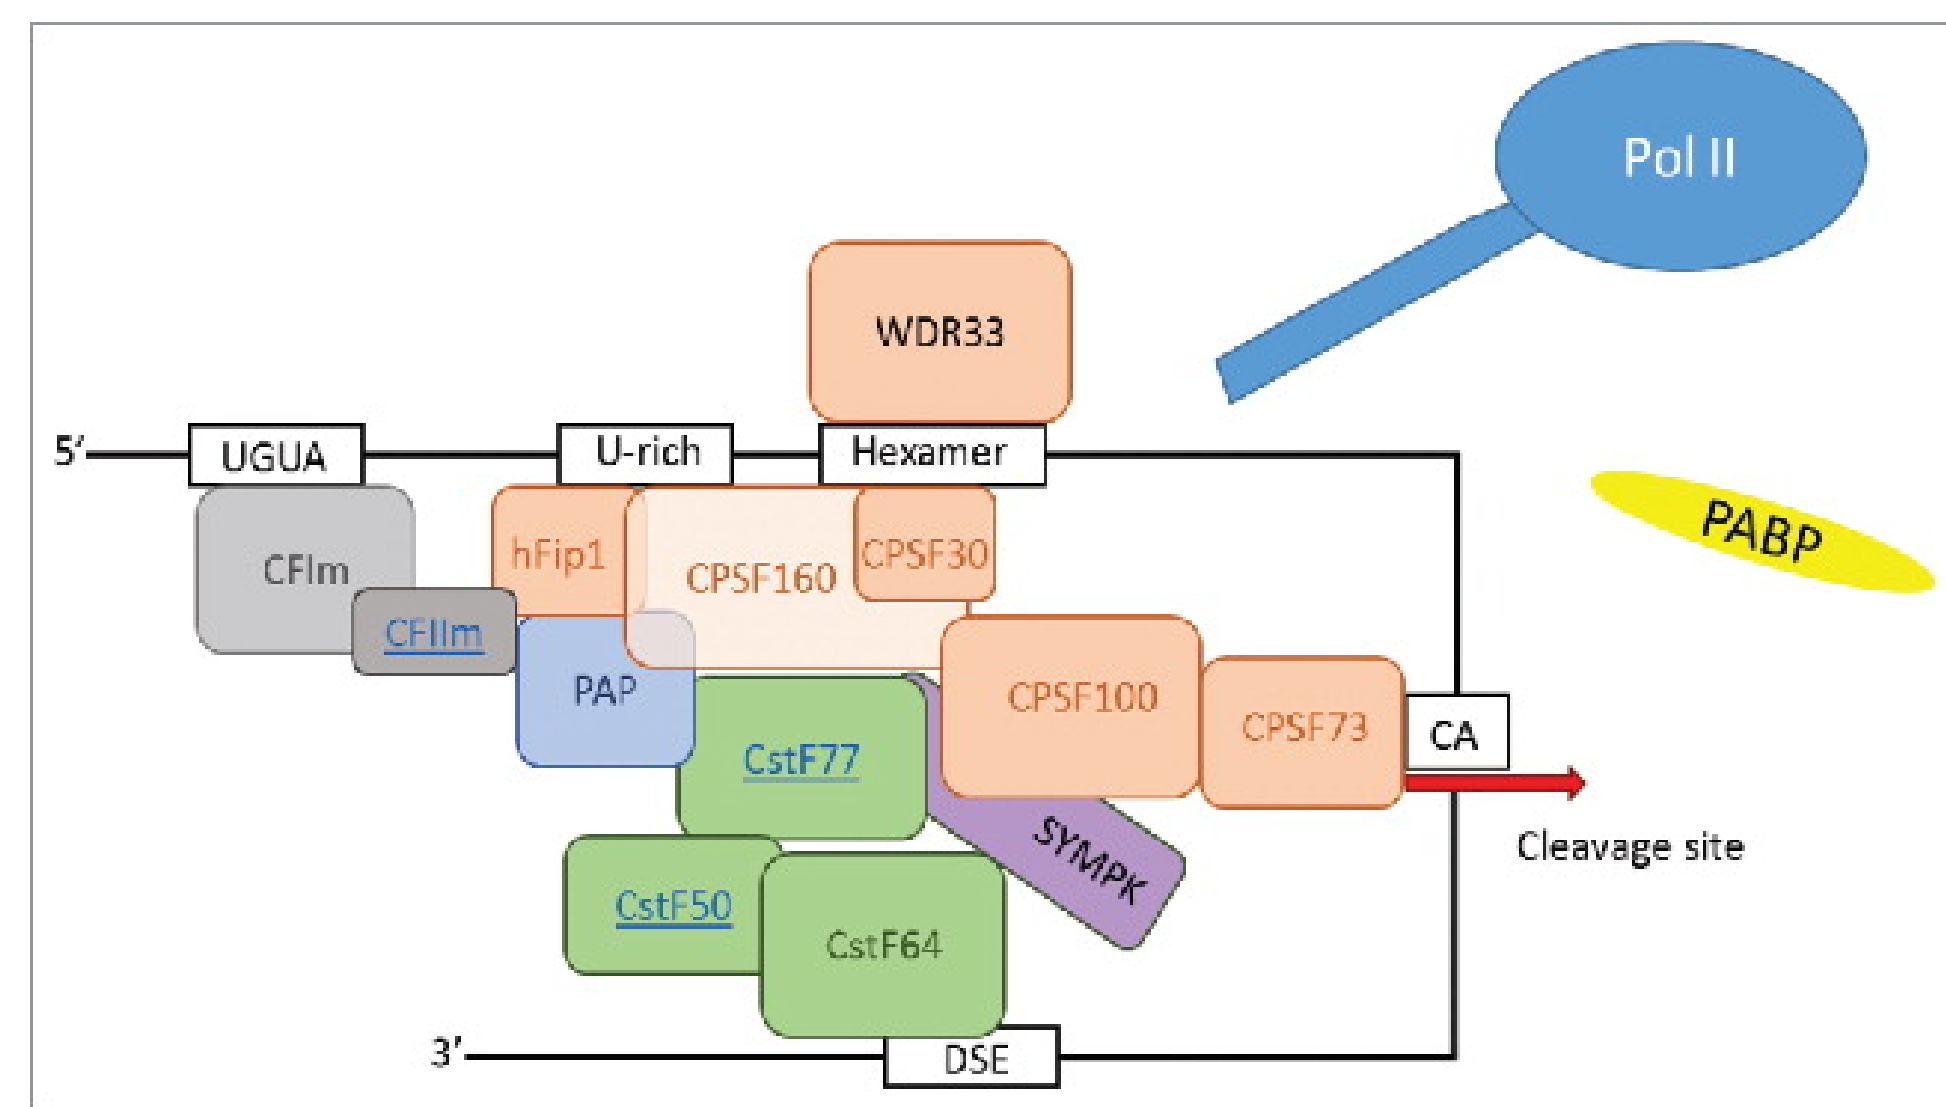 Pol II
WDR33
5′
UGUA
U-rich
Hexamer
hFip1
CPSF160
CPSF30
PABP
CFIm
CFIIm
PAP
CPSF100
CPSF73
CA
CstF77
SYMPK
Cleavage site
CstF50
CstF64
3′
DSE